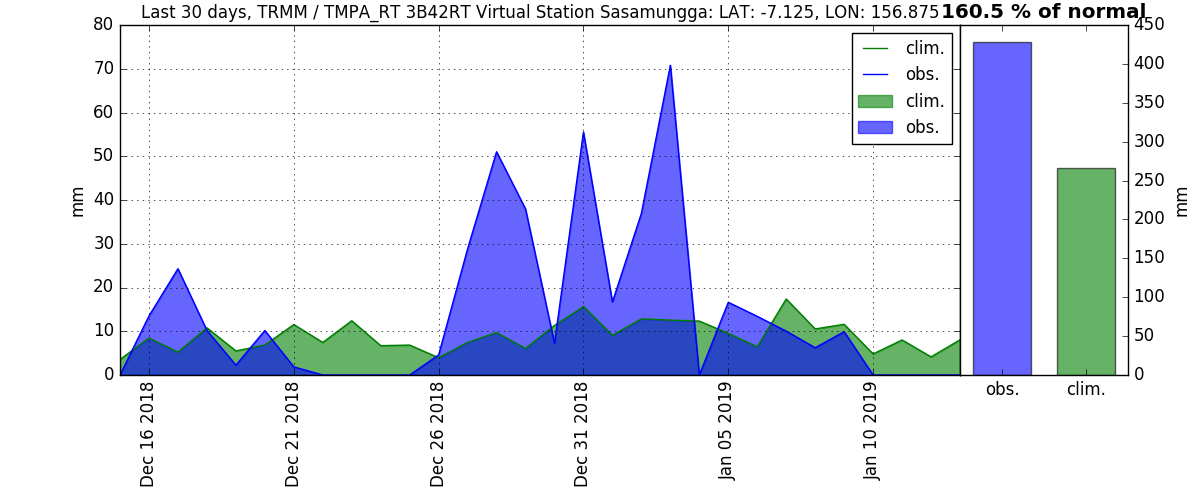 Last 30 days, TRMM / TMPA_RT 3B42RT Virtual Station Sasamungga: LAT: -7.125, LON: 156.875
160.5 % of normal
80
70
60
50
40
30
20
10
0
mm
clim.
obs.
clim.
obs.
Dec 16 2018
Dec 21 2018
Dec 26 2018
Dec 31 2018
Jan 05 2019
Jan 10 2019
450
400
350
300
250
200
150
100
50
0
mm
obs.
clim.